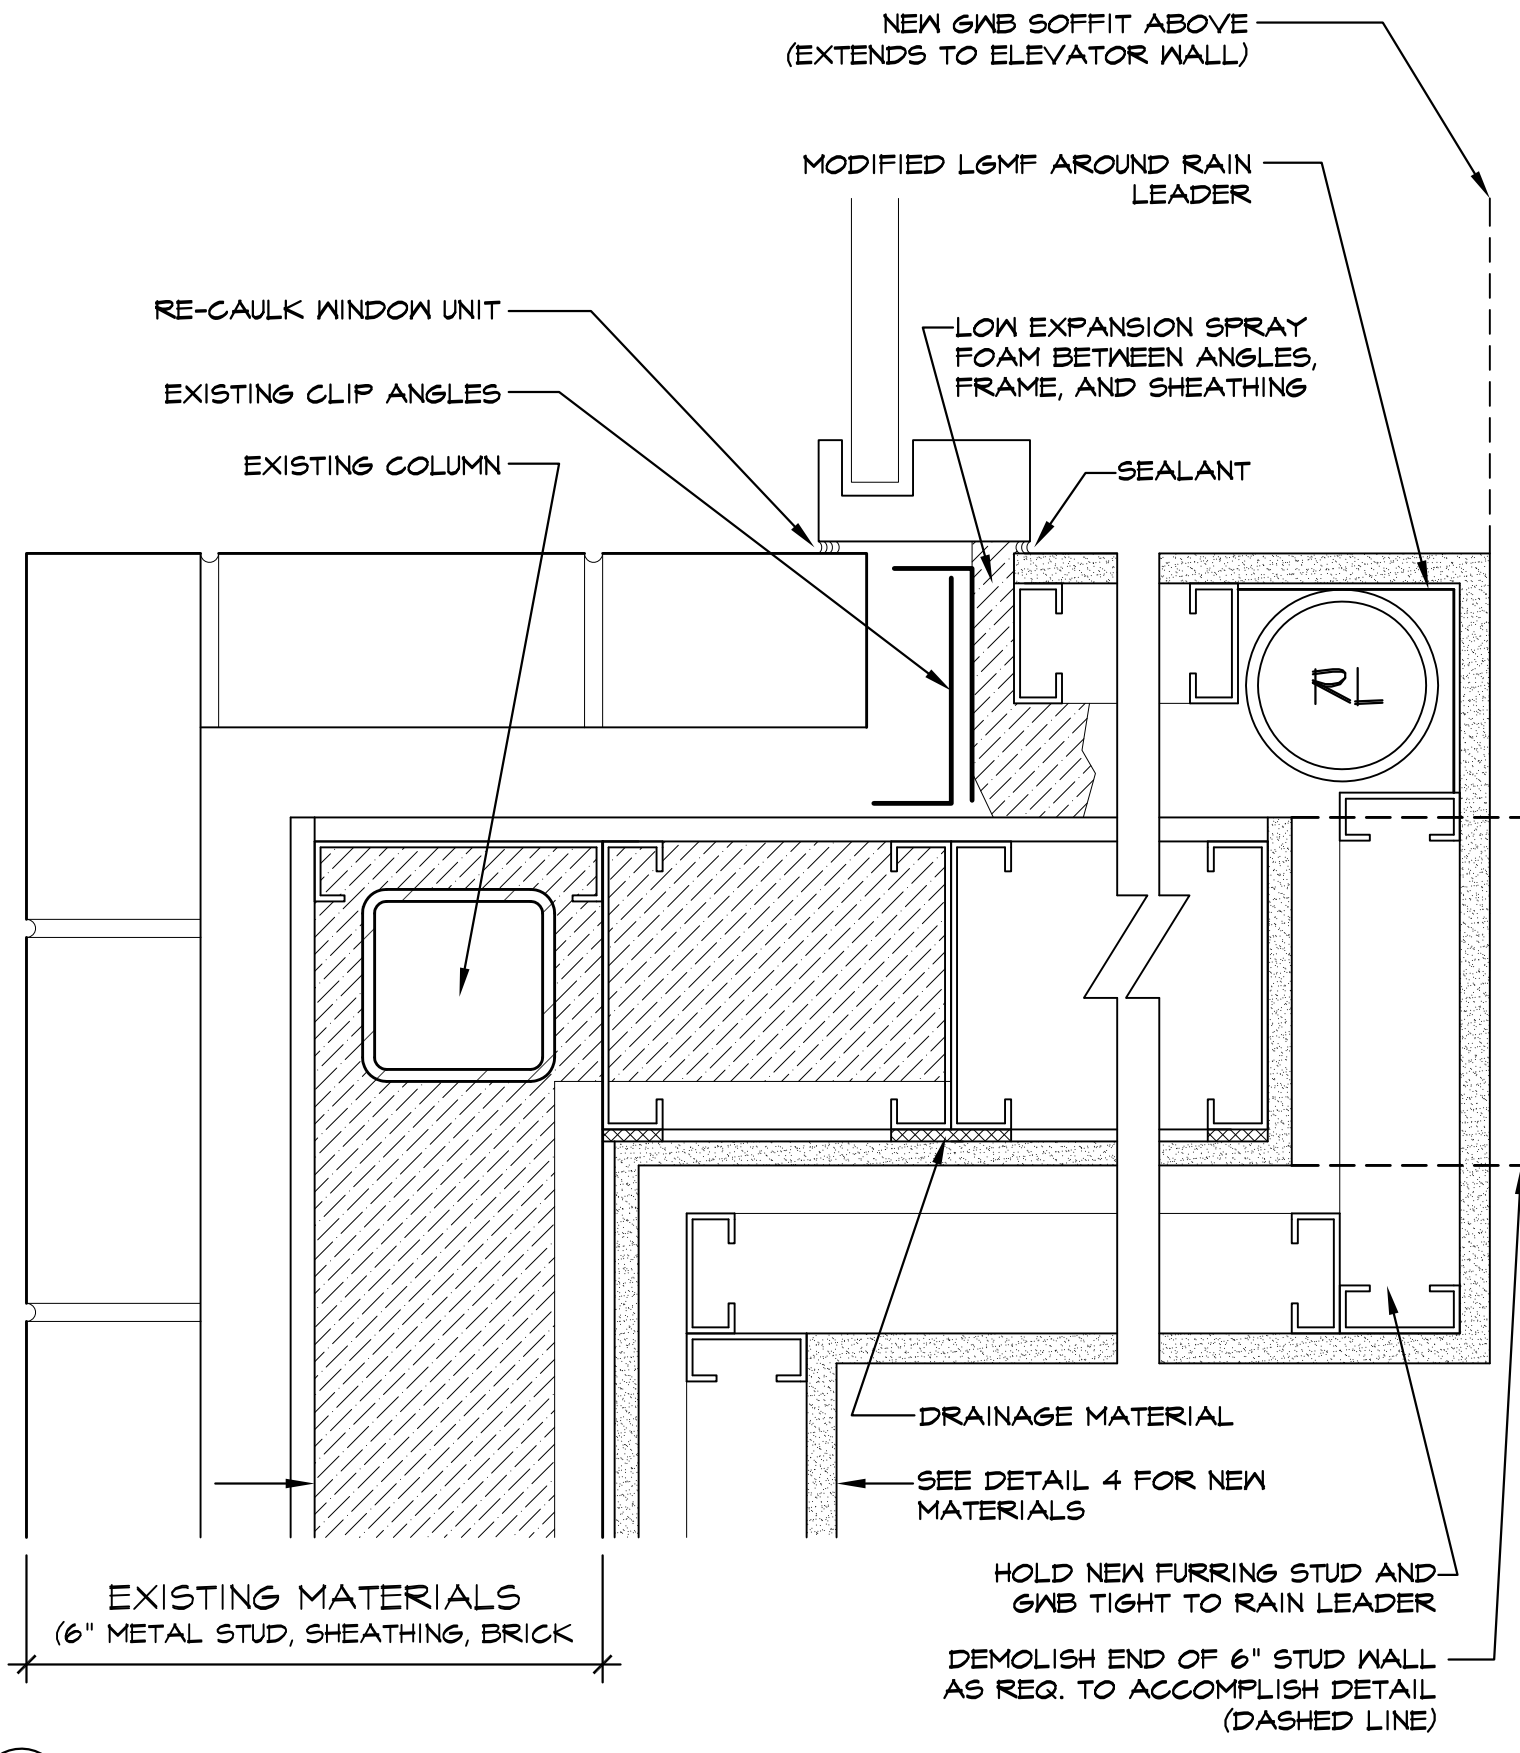 NEW GWB SOFFIT ABOVE
(EXTENDS TO ELEVATOR WALL)
MODIFIED LGMF AROUND RAIN
LEADER
RE-CAULK WINDOW UNIT
LOW EXPANSION SPRAY
FOAM BETWEEN ANGLES,
FRAME, AND SHEATHING
EXISTING CLIP ANGLES
EXISTING COLUMN
SEALANT
RL
DRAINAGE MATERIAL
SEE DETAIL 4 FOR NEW
MATERIALS
HOLD NEW FURRING STUD AND
GWB TIGHT TO RAIN LEADER
EXISTING MATERIALS
(6" METAL STUD, SHEATHING, BRICK
DEMOLISH END OF 6" STUD WALL
AS REQ. TO ACCOMPLISH DETAIL
(DASHED LINE)